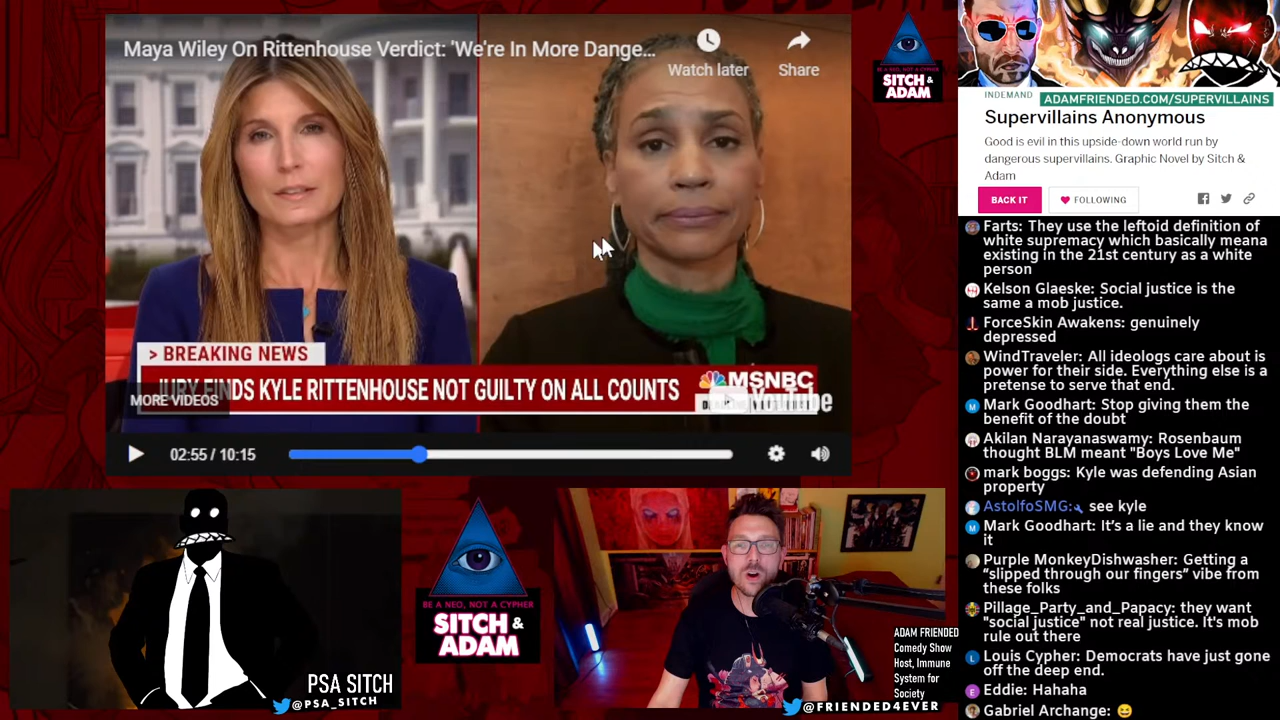 Maya Wiley On Rittenhouse Verdict: 'We're In More Dange...
Watch later
Share
> BREAKING NEWS
JURY FINDS KYLE RITTENHOUSE NOT GUILTY ON ALL COUNTS
MSNBC
MORE VIDEOS
YouTube
02:55 / 10:15
BE A NEO, NOT A CYPHER
SITCH &
ADAM
PSA SITCH
@PSA_SITCH
BE A NEO, NOT A CYPHER
SITCH &
ADAM
ADAM FRIENDED
Comedy Show
Host, Immune
System for
Society
@FRIENDED4EVER
INDEMAND
ADAMFRIENDED.COM/SUPERVILLAINS
Supervillains Anonymous
Good is evil in this upside-down world run by
dangerous supervillains. Graphic Novel by Sitch &
Adam
BACK IT
FOLLOWING
Farts: They use the leftoid definition of
white supremacy which basically meana
existing in the 21st century as a white
person
Kelson Glaeske: Social justice is the
same a mob justice.
ForceSkin Awakens: genuinely
depressed
WindTraveler: All ideologs care about is
power for their side. Everything else is a
pretense to serve that end.
Mark Goodhart: Stop giving them the
benefit of the doubt
Akilan Narayanaswamy: Rosenbaum
thought BLM meant "Boys Love Me"
mark boggs: Kyle was defending Asian
property
AstolfoSMG: see kyle
Mark Goodhart: It’s a lie and they know
it
Purple MonkeyDishwasher: Getting a
“slipped through our fingers” vibe from
these folks
Pillage_Party_and_Papacy: they want
"social justice" not real justice. It's mob
rule out there
Louis Cypher: Democrats have just gone
off the deep end.
Eddie: Hahaha
Gabriel Archange: 😄